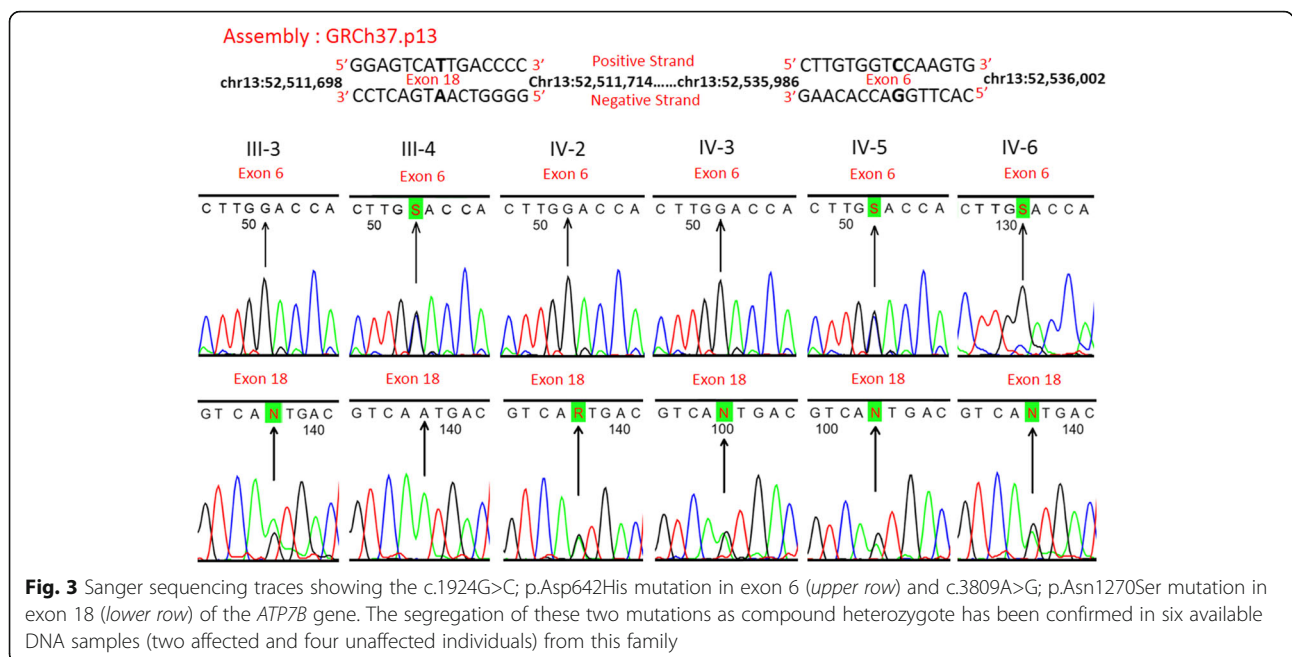 Assembly : GRCh37.p13
5' GGAGTCATTGACCCC 3' Positive Strand 5' CTTGTGGTCCAAGTG 3'
chr13:52,511,698 Exon 18 Chr13:52,511,714......chr13:52,535,986 Exon 6 chr13:52,536,002
3' CCTCAGTAACTGGGG 5' Negative Strand 3' GAACACCAGGTTCAC 5'
III-3 III-4 IV-2 IV-3 IV-5 IV-6
Exon 6 Exon 6 Exon 6 Exon 6 Exon 6 Exon 6
C T T G G A C C A C T T G S A C C A C T T G G A C C A C T T G G A C C A C T T G S A C C A C T T G S A C C A
50 50 50 50 50 130
Exon 18 Exon 18 Exon 18 Exon 18 Exon 18 Exon 18
G T C A N T G A C G T C A A T G A C G T C A R T G A C G T C A N T G A C G T C A N T G A C G T C A N T G A C
140 140 140 100 100 140
Fig. 3 Sanger sequencing traces showing the c.1924G>C; p.Asp642His mutation in exon 6 (upper row) and c.3809A>G; p.Asn1270Ser mutation in
exon 18 (lower row) of the ATP7B gene. The segregation of these two mutations as compound heterozygote has been confirmed in six available
DNA samples (two affected and four unaffected individuals) from this family